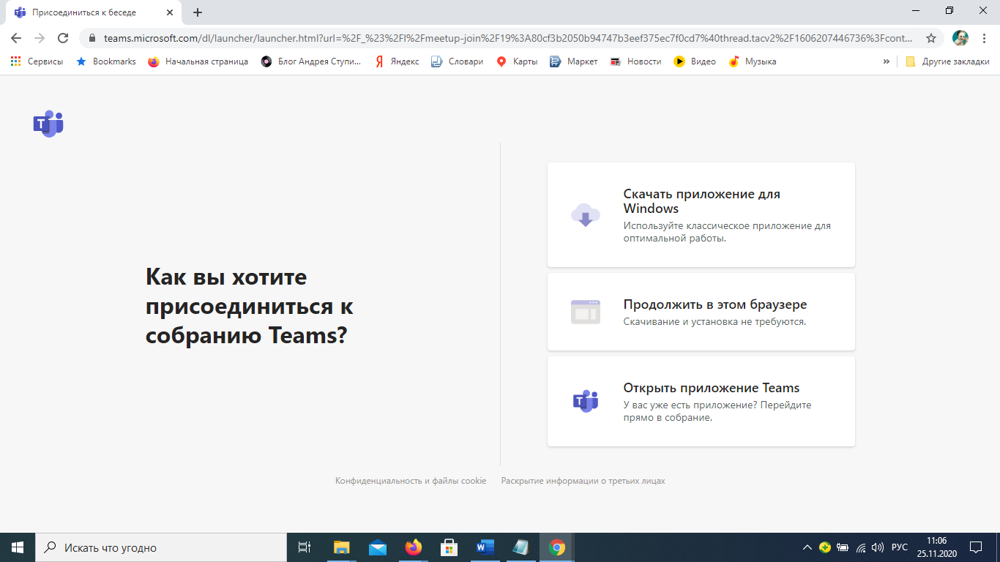 Присоединиться к беседе
teams.microsoft.com/dl/launcher/launcher.html?url=%2F_%23%2Fl%2Fmeetup-join%2F19%3A80cf3b2050b94747b3eef375ec7f0cd7%40thread.tacv2%2F1606207446736%3Fcont...
Сервисы Bookmarks Начальная страница Блог Андрея Ступи... Яндекс Словари Карты Маркет Новости Видео Музыка » Другие закладки
Скачать приложение для
Windows
Используйте классическое приложение для
оптимальной работы.
Как вы хотите
присоединиться к
собранию Teams?
Продолжить в этом браузере
Скачивание и установка не требуются.
Открыть приложение Teams
У вас уже есть приложение? Перейдите
прямо в собрание.
Конфиденциальность и файлы cookie Раскрытие информации о третьих лицах
Искать что угодно
РУС
11:06
25.11.2020